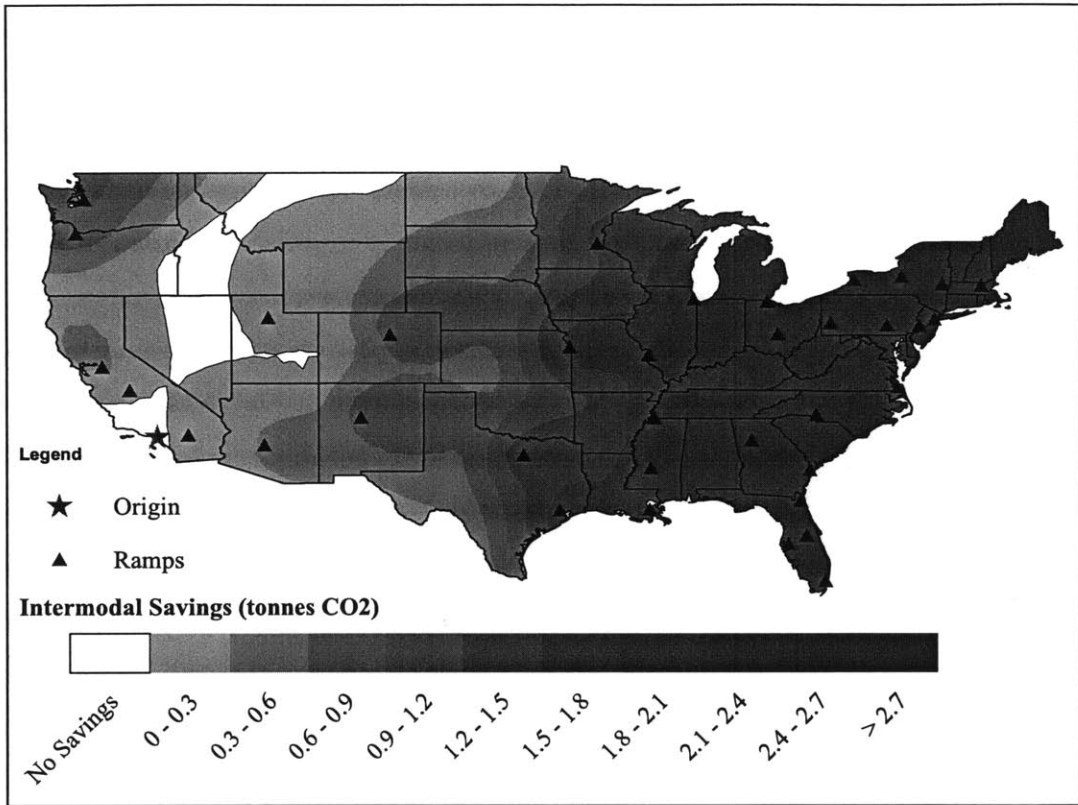 Legend
Origin
Ramps
Intermodal Savings (tonnes CO2)
No Savings
0 - 0.3
0.3 - 0.6
0.6 - 0.9
0.9 - 1.2
1.2 - 1.5
1.5 - 1.8
1.8 - 2.1
2.1 - 2.4
2.4 - 2.7
> 2.7